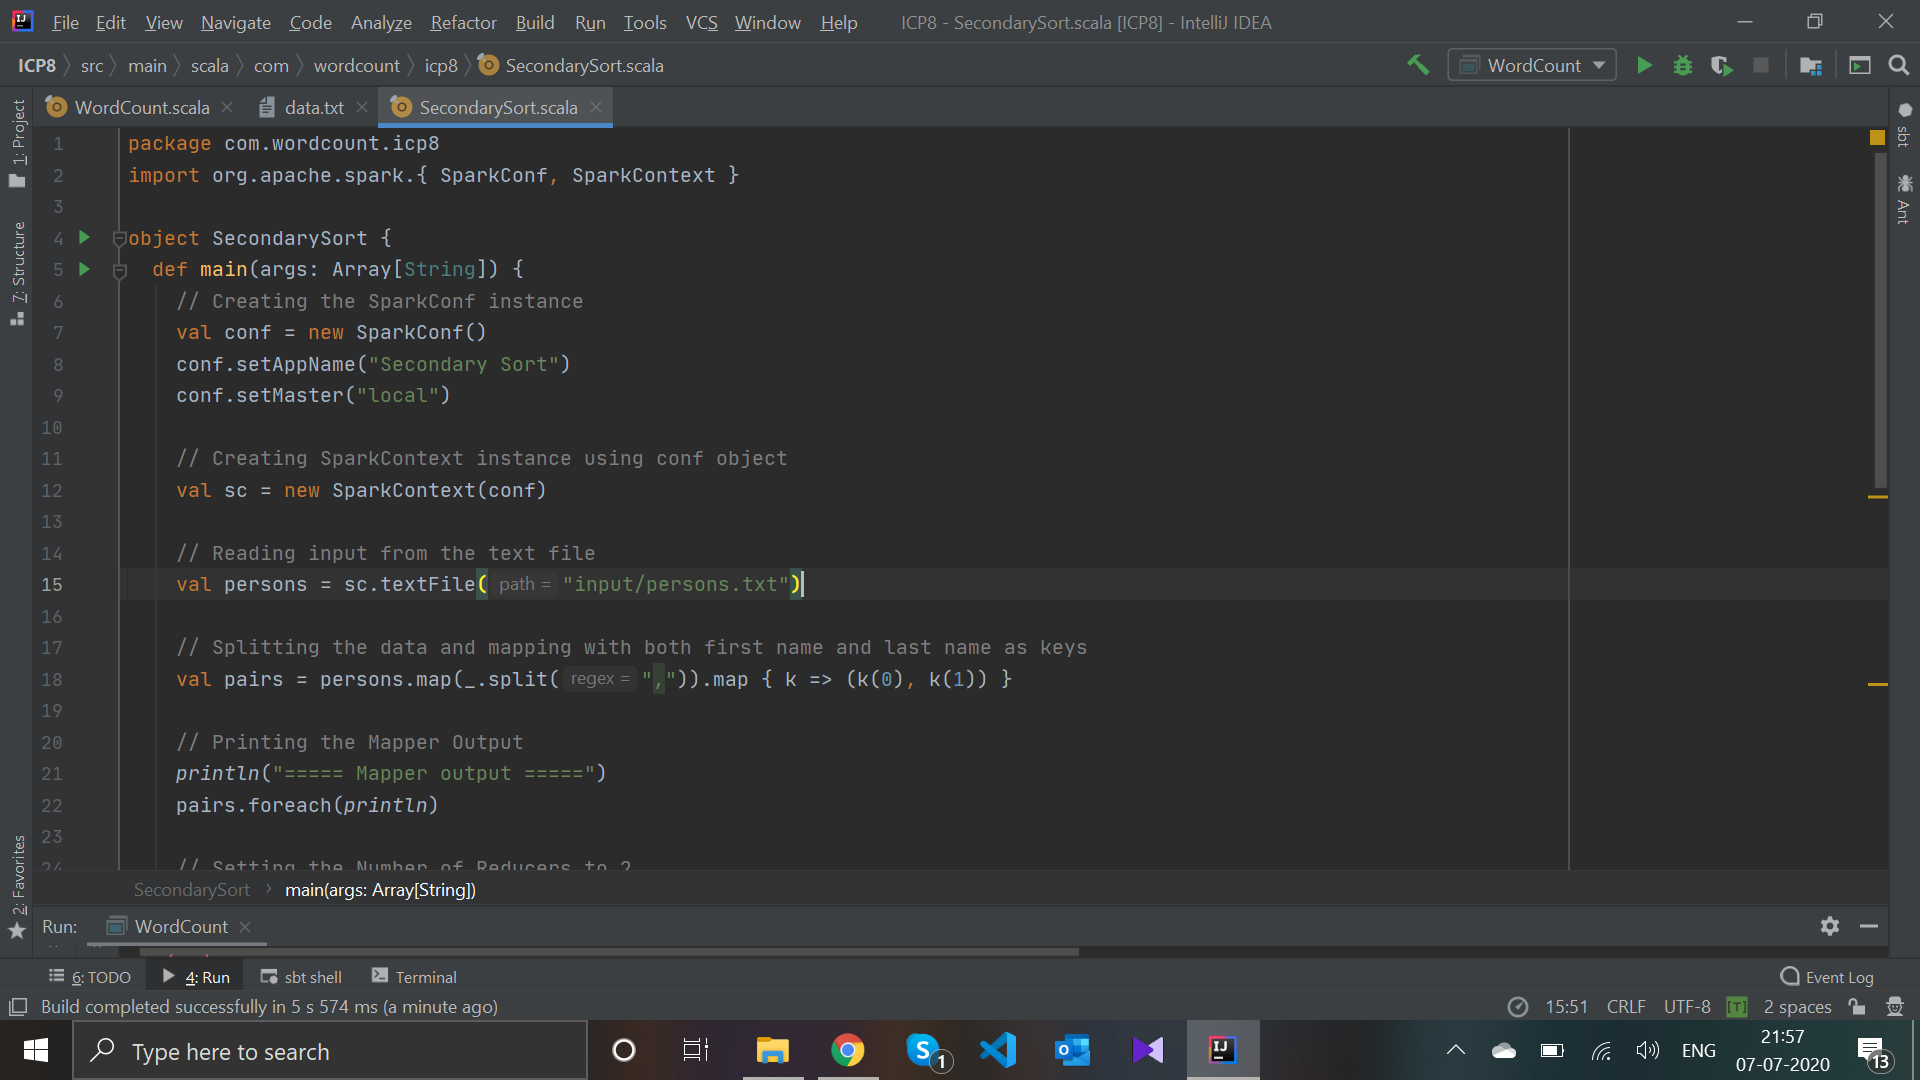 File Edit View Navigate Code Analyze Refactor Build Run Tools VCS Window Help ICP8 - SecondarySort.scala [ICP8] - IntelliJ IDEA
ICP8 src main scala com wordcount icp8 SecondarySort.scala WordCount
WordCount.scala data.txt SecondarySort.scala
1: Project
7: Structure
2: Favorites
sbt
Ant
1 package com.wordcount.icp8
2 import org.apache.spark.{ SparkConf, SparkContext }
3
4 object SecondarySort {
5 def main(args: Array[String]) {
6 // Creating the SparkConf instance
7 val conf = new SparkConf()
8 conf.setAppName("Secondary Sort")
9 conf.setMaster("local")
10
11 // Creating SparkContext instance using conf object
12 val sc = new SparkContext(conf)
13
14 // Reading input from the text file
15 val persons = sc.textFile( path = "input/persons.txt")
16
17 // Splitting the data and mapping with both first name and last name as keys
18 val pairs = persons.map(_.split( regex = ",")).map { k => (k(0), k(1)) }
19
20 // Printing the Mapper Output
21 println("===== Mapper output =====")
22 pairs.foreach(println)
23
24 // Setting the Number of Reducers to 2
SecondarySort main(args: Array[String])
Run: WordCount
6: TODO 4: Run sbt shell Terminal Event Log
Build completed successfully in 5 s 574 ms (a minute ago) 15:51 CRLF UTF-8 [T] 2 spaces
Type here to search
S 1
IJ
ENG
21:57
07-07-2020
13